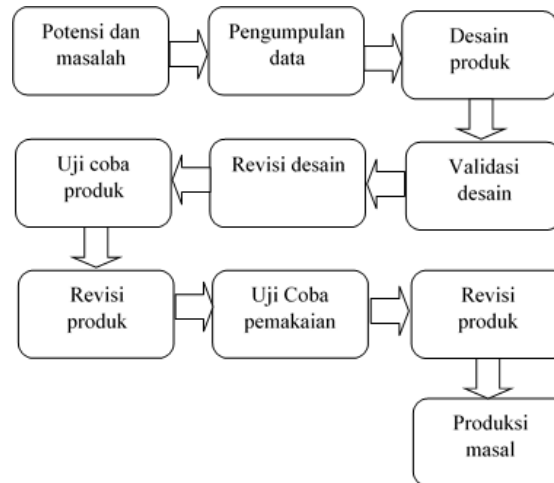 Potensi dan
masalah
Pengumpulan
data
Desain
produk
Validasi
desain
Revisi desain
Uji coba
produk
Revisi
produk
Uji Coba
pemakaian
Revisi
produk
Produksi
masal